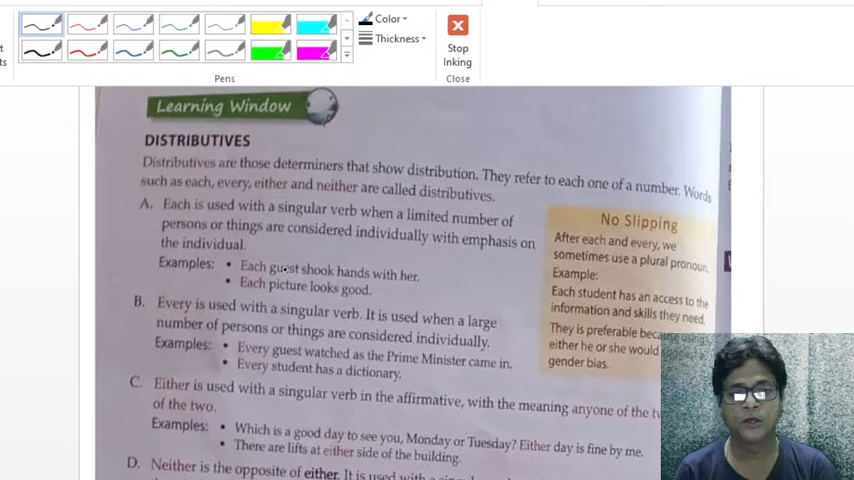 Color
Thickness
Stop
Inking
Pens
Close
Learning Window
DISTRIBUTIVES
Distributives are those determiners that show distribution. They refer to each one of a number. Words
such as each, every, either and neither are called distributives.
A. Each is used with a singular verb when a limited number of
persons or things are considered individually with emphasis on
the individual.
Examples: • Each guest shook hands with her.
• Each picture looks good.
B. Every is used with a singular verb. It is used when a large
number of persons or things are considered individually.
Examples: • Every guest watched as the Prime Minister came in.
• Every student has a dictionary.
No Slipping
After each and every, we
sometimes use a plural pronoun.
Example:
Each student has an access to the
information and skills they need.
They is preferable
either he or she would
gender bias.
C. Either is used with a singular verb in the affirmative, with the meaning anyone of the
of the two.
Examples: • Which is a good day to see you, Monday or Tuesday? Either day is fine by me.
• There are lifts at either side of the building.
D. Neither is the opposite of either. It is used with a